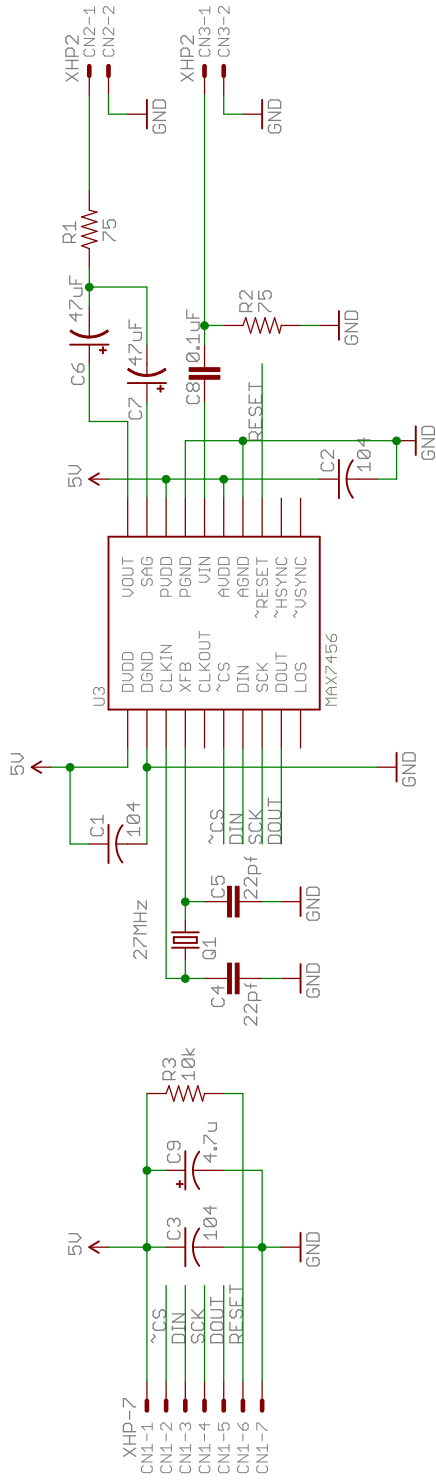 XHP2
CN2-1
CN2-2
GND
R1
75
47uF
C6
47uF
C7
XHP2
CN3-1
CN3-2
GND
0.1uF
C8
R2
75
GND
RESET
5V
C2
104
GND
U3
VOUT
SAG
PVDD
PGND
VIN
AVDD
AGND
~RESET
~HSYNC
~VSYNC
DVDD
DGND
CLKIN
XFB
CLKOUT
~CS
DIN
SCK
DOUT
LOS
MAX7456
5V
C1
104
GND
~CS
DIN
SCK
DOUT
27MHz
Q1
C5
22pf
GND
C4
22pf
GND
R3
10k
C9
4.7u
5V
C3
104
GND
~CS
DIN
SCK
DOUT
RESET
XHP-7
CN1-1
CN1-2
CN1-3
CN1-4
CN1-5
CN1-6
CN1-7